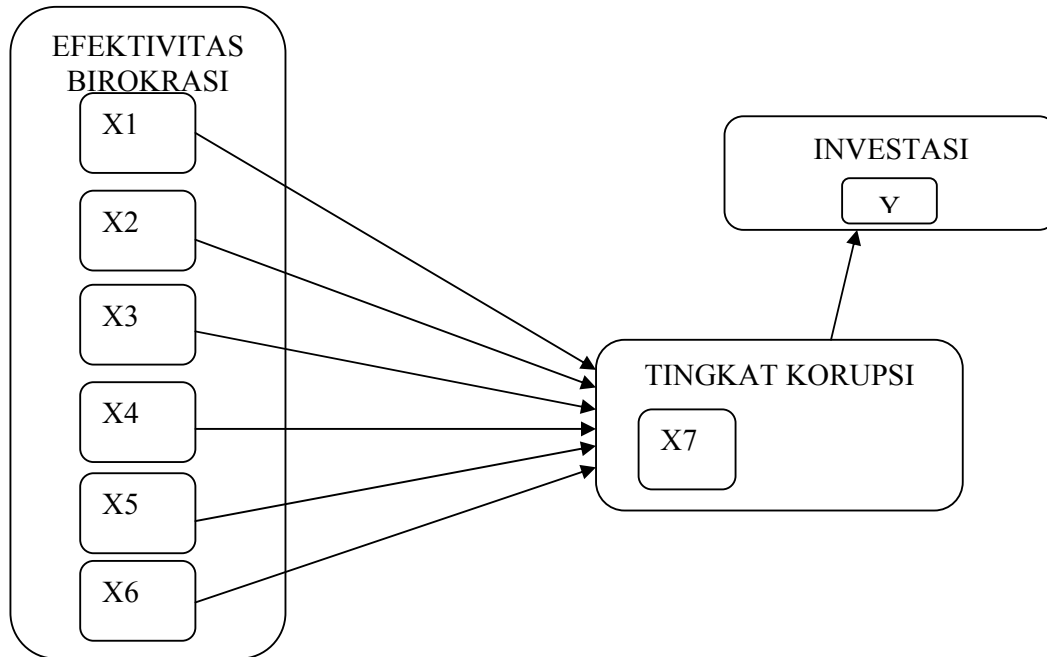 EFEKTIVITAS
BIROKRASI
X1
X2
X3
X4
X5
X6
INVESTASI
Y
TINGKAT KORUPSI
X7